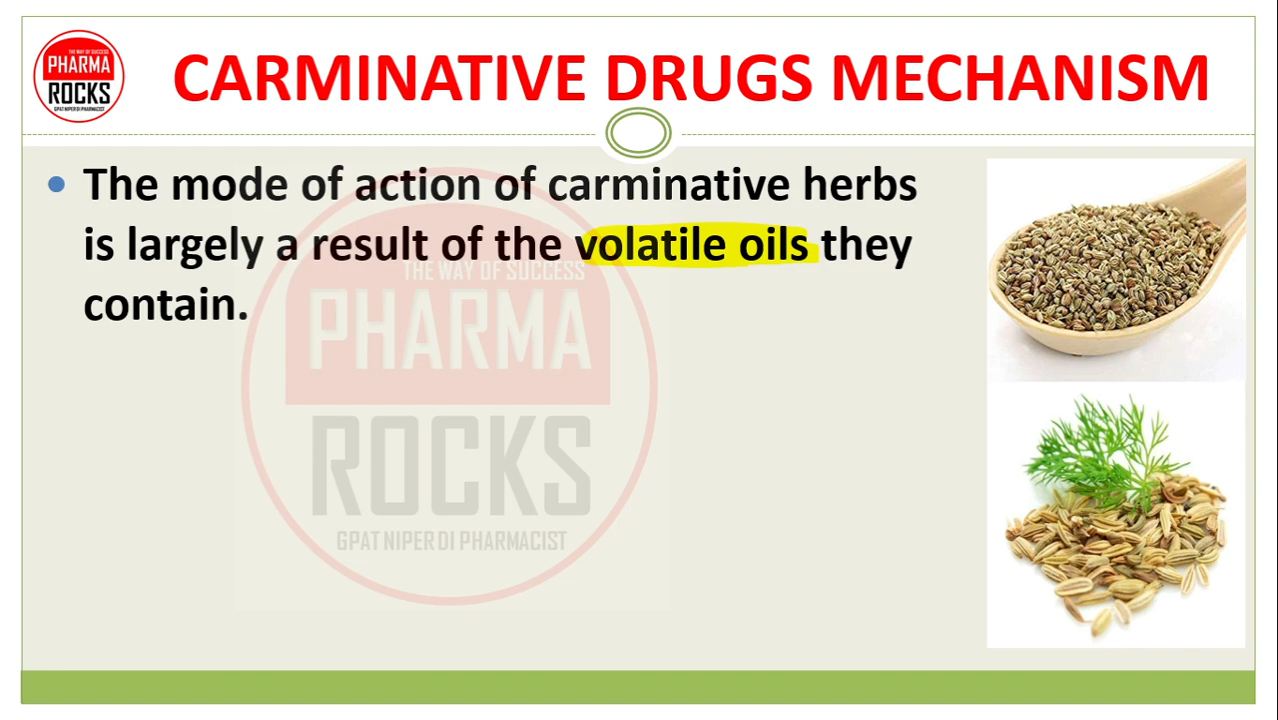 THE WAY OF SUCCESS
PHARMA
ROCKS
GPAT NIPER DI PHARMACIST
CARMINATIVE DRUGS MECHANISM
• The mode of action of carminative herbs
is largely a result of the volatile oils they
contain.
THE WAY OF SUCCESS
PHARMA
ROCKS
GPAT NIPER DI PHARMACIST